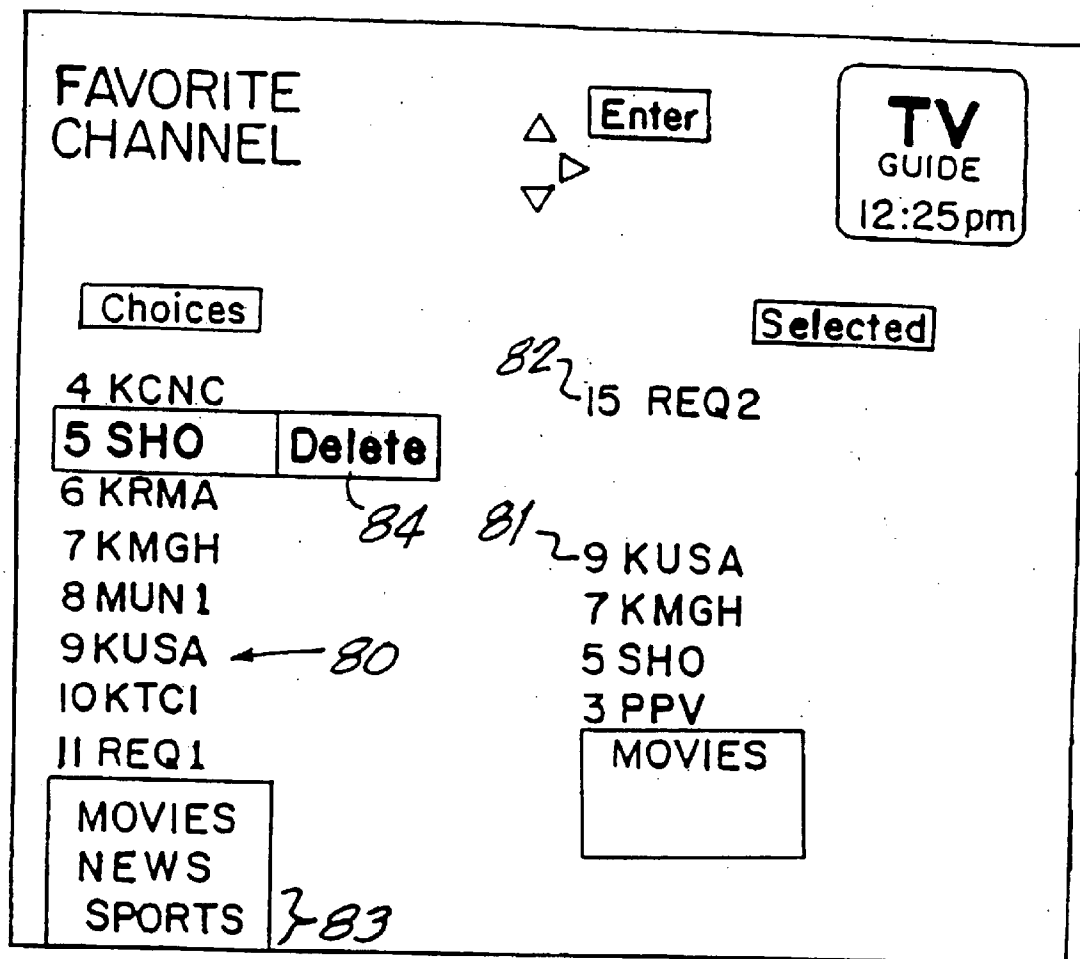 FAVORITE
CHANNEL
Enter
TV
GUIDE
12:25pm
Choices
Selected
4 KCNC
5 SHO Delete
6 KRMA
7 KMGH
8 MUN1
9 KUSA
10 KTCI
11 REQ1
MOVIES
NEWS
SPORTS
82
15 REQ2
84
81
9 KUSA
7 KMGH
5 SHO
3 PPV
MOVIES
80
83